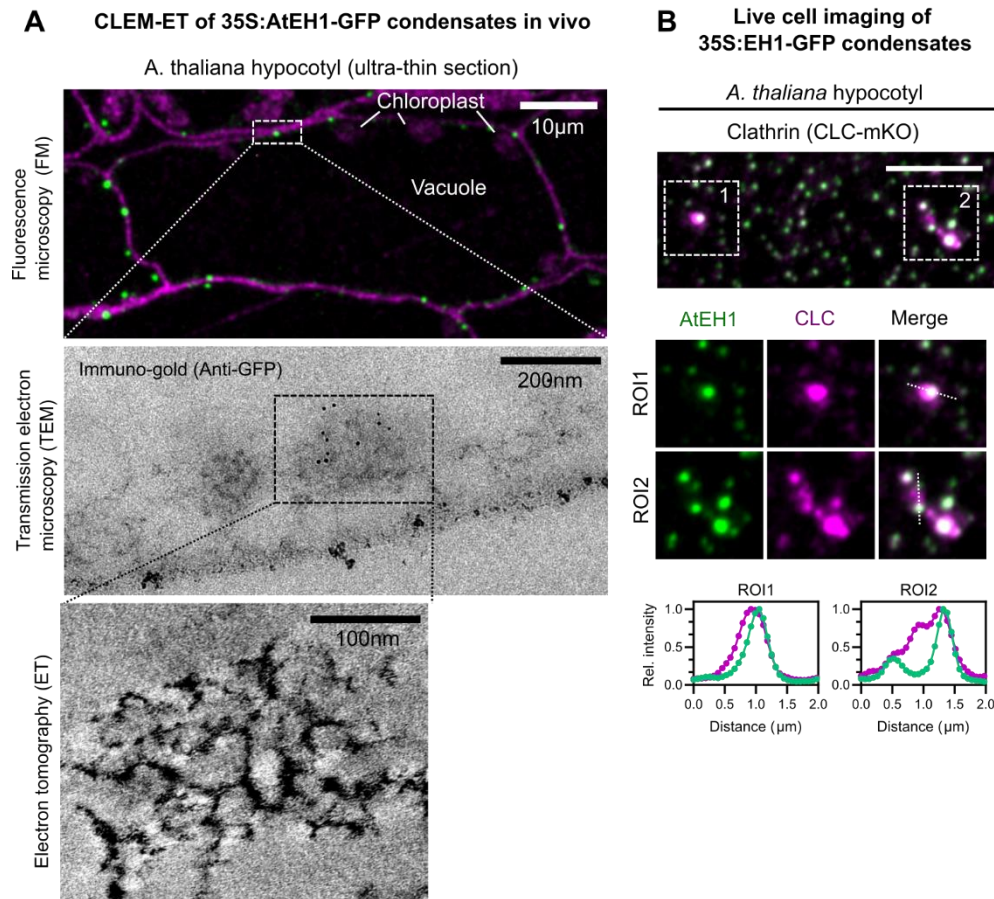 A
CLEM-ET of 35S:AtEH1-GFP condensates in vivo
A. thaliana hypocotyl (ultra-thin section)
Fluorescence
microscopy (FM)
Chloroplast
10µm
Vacuole
Transmission electron
microscopy (TEM)
Immuno-gold (Anti-GFP)
200nm
Electron tomography (ET)
100nm
B
Live cell imaging of
35S:EH1-GFP condensates
A. thaliana hypocotyl
Clathrin (CLC-mKO)
1
2
AtEH1 CLC Merge
ROI1
ROI2
ROI1
Rel. intensity
1.0
0.5
0.0
0.0 0.5 1.0 1.5 2.0
Distance (µm)
ROI2
1.0
0.5
0.0
0.0 0.5 1.0 1.5 2.0
Distance (µm)